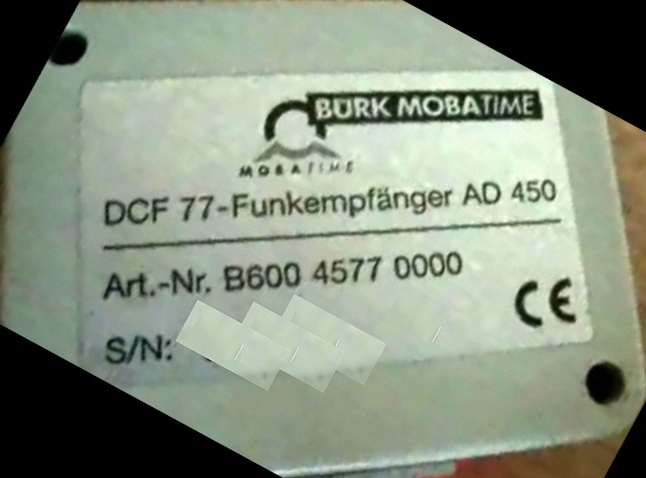 BÜRK MOBATIME
MOBATIME
DCF 77-Funkempfänger AD 450
Art.-Nr. B600 4577 0000
CE
S/N: